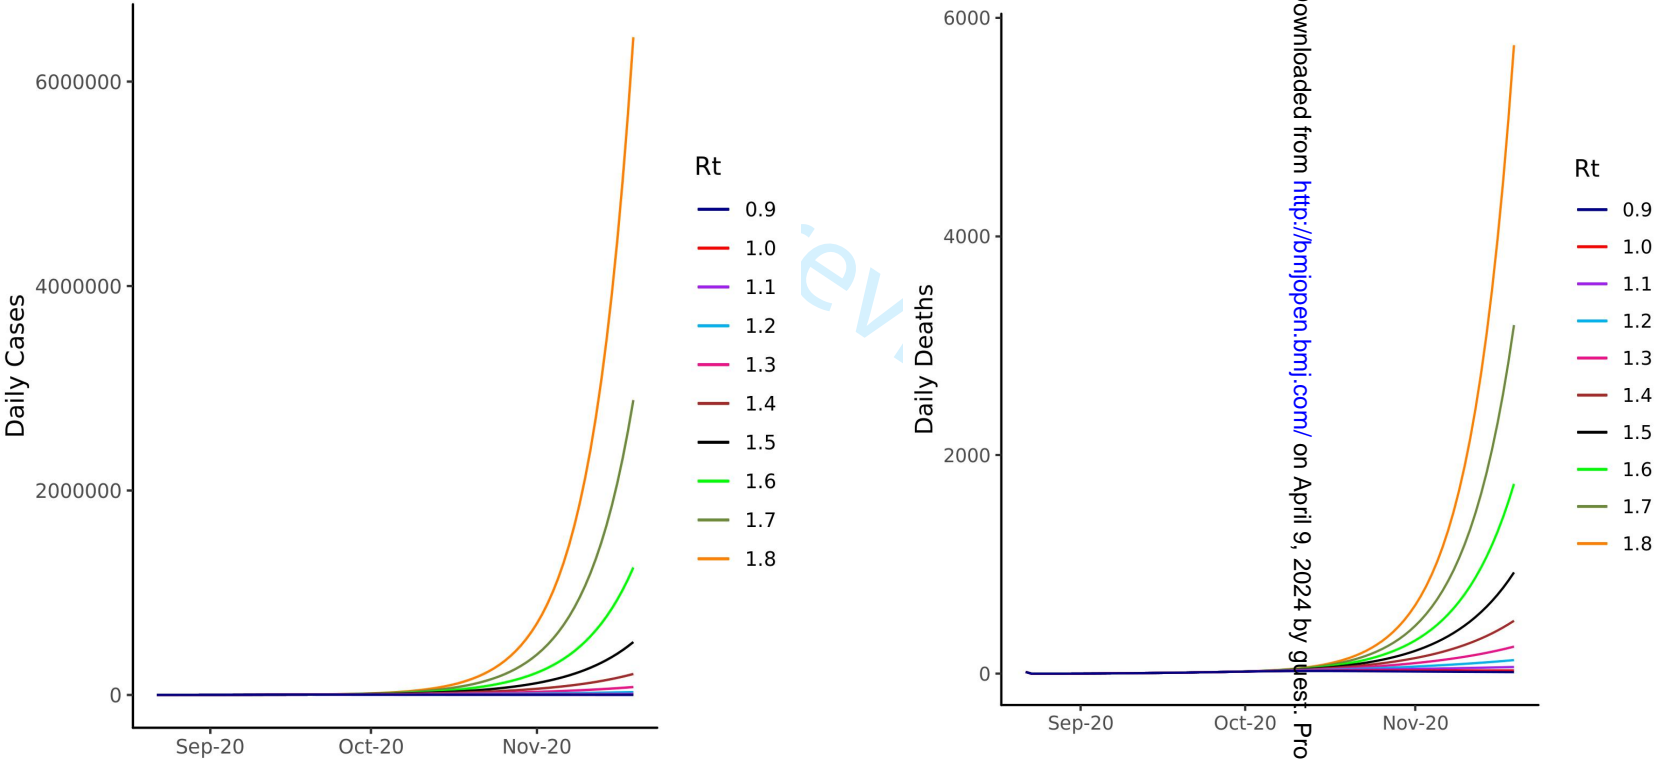 6000000
4000000
2000000
0
Daily Cases
Sep-20
Oct-20
Nov-20
Rt
0.9
1.0
1.1
1.2
1.3
1.4
1.5
1.6
1.7
1.8
ev
6000
4000
2000
0
Daily Deaths
Sep-20
Oct-20
Nov-20
ownloaded from http://bmjopen.bmj.com/ on April 9, 2024 by guest. Pro
Rt
0.9
1.0
1.1
1.2
1.3
1.4
1.5
1.6
1.7
1.8